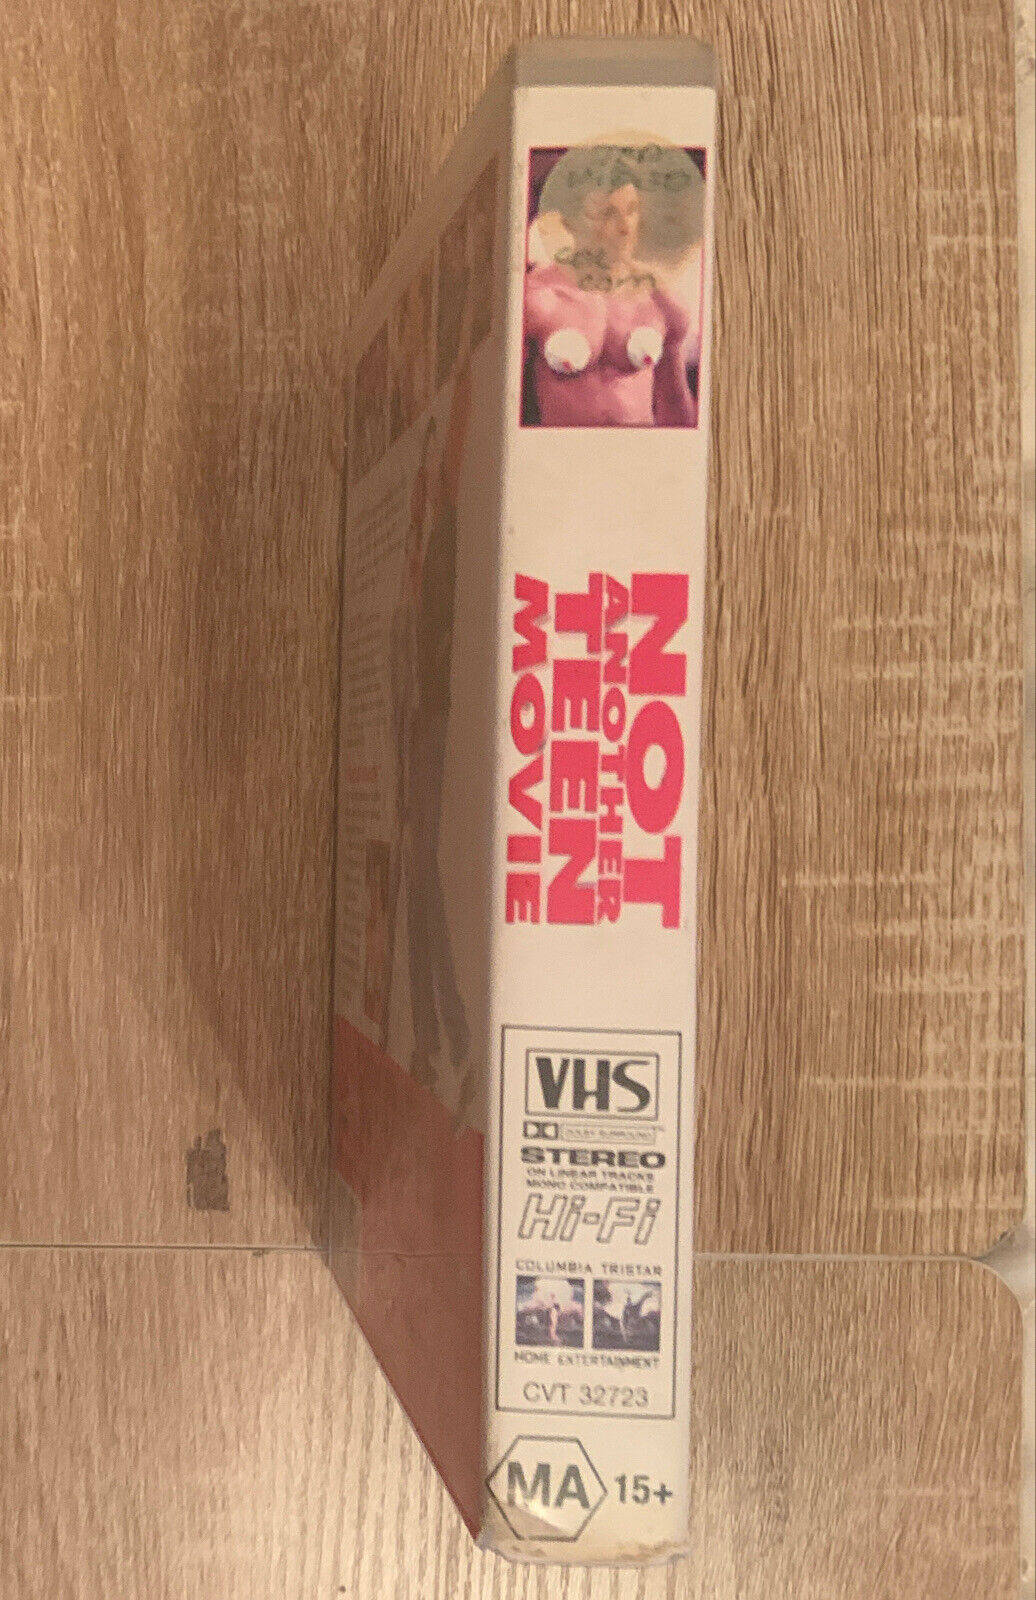 NOT
ANOTHER
TEEN
MOVIE
VHS
DOLBY SURROUND
STEREO
ON LINEAR TRACKS
MONO COMPATIBLE
Hi-Fi
COLUMBIA TRISTAR
HOME ENTERTAINMENT
CVT 32723
MA 15+